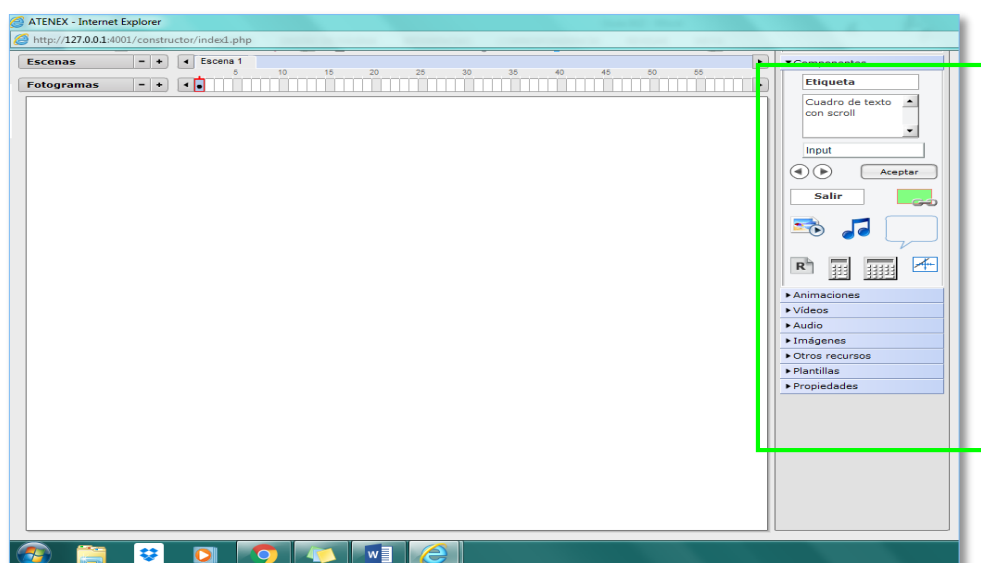 ATENEX - Internet Explorer
http://127.0.0.1:4001/constructor/index1.php
Escenas - + Escena 1
5 10 15 20 25 30 35 40 45 50 55
Fotogramas - +
Componentes
Etiqueta
Cuadro de texto
con scroll
Input
Aceptar
Salir
R
Animaciones
Vídeos
Audio
Imágenes
Otros recursos
Plantillas
Propiedades
W